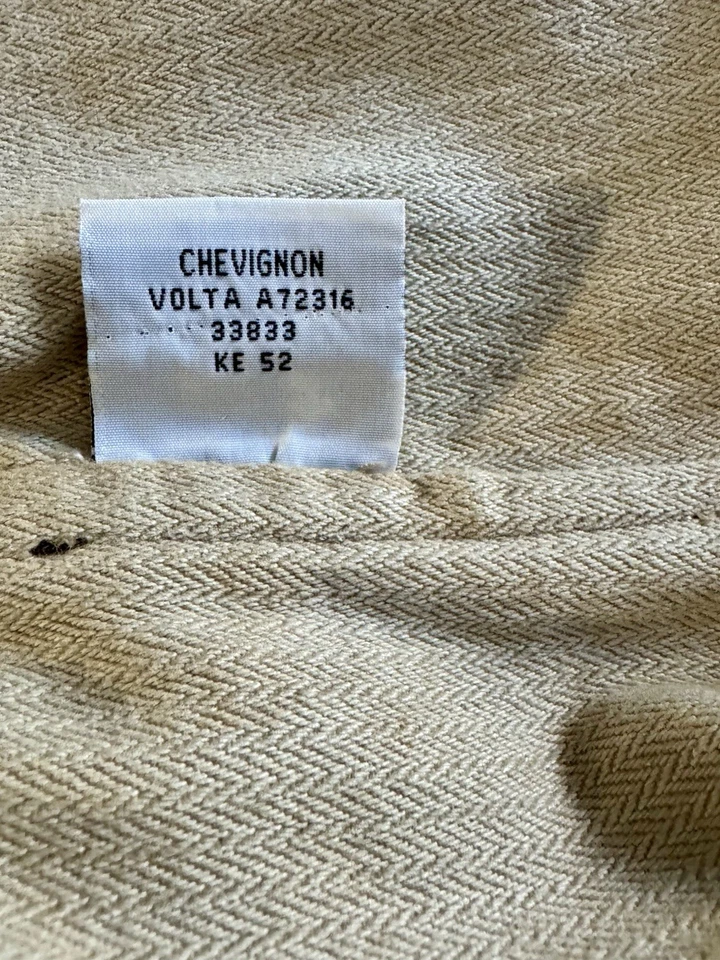 CHEVIGNON
VOLTA A72316
33833
KE 52